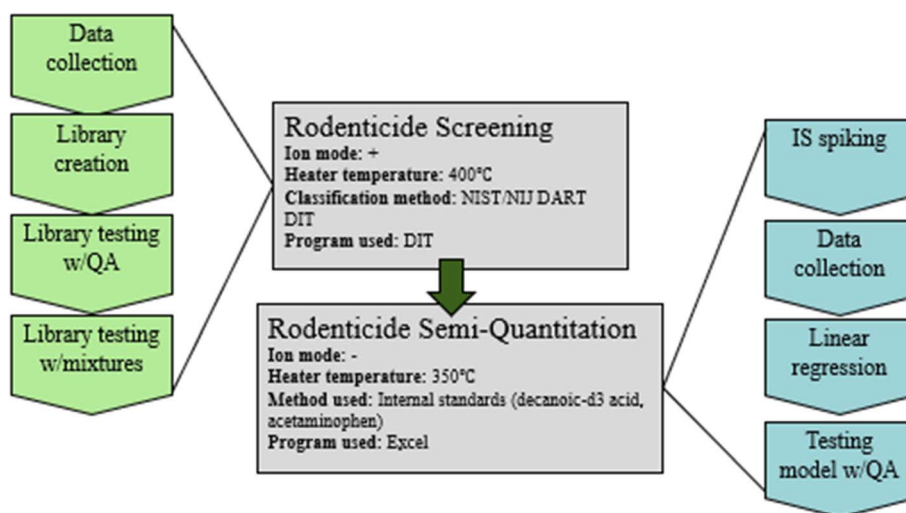 Data
collection
Library
creation
Library testing
w/QA
Library testing
w/mixtures
Rodenticide Screening
Ion mode: +
Heater temperature: 400°C
Classification method: NIST/NIJ DART
DIT
Program used: DIT
Rodenticide Semi-Quantitation
Ion mode: -
Heater temperature: 350°C
Method used: Internal standards (decanoic-d3 acid,
acetaminophen)
Program used: Excel
IS spiking
Data
collection
Linear
regression
Testing
model w/QA